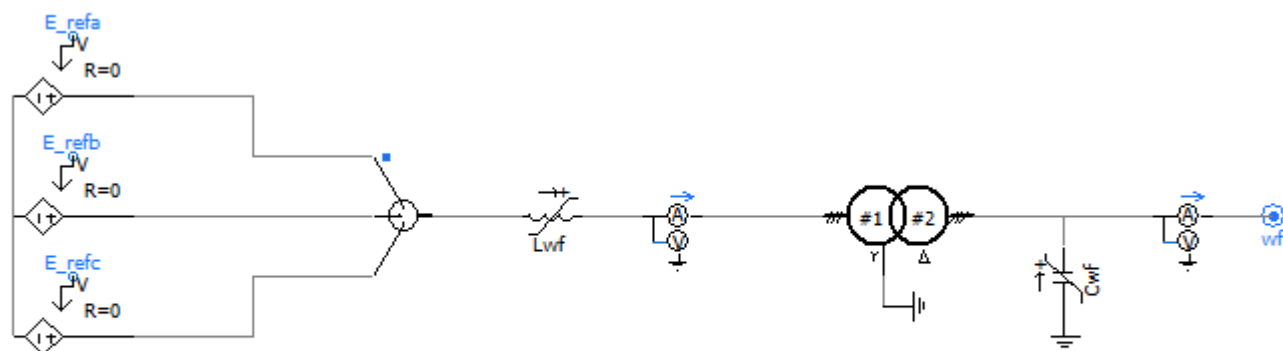 E_refa
V
R=0
E_refb
V
R=0
E_refc
V
R=0
Lwf
A
V
#1
#2
Y
Δ
Cwf
A
V
wf